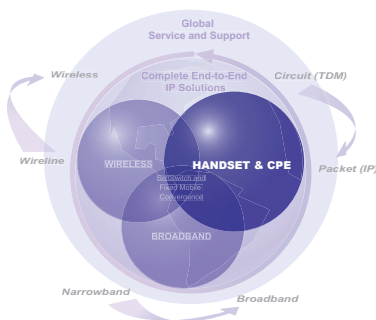 Global
Service and Support
Wireless
Complete End-to-End
IP Solutions
Circuit (TDM)
Wireline
WIRELESS
HANDSET & CPE
Packet (IP)
Softswitch and
Fixed Mobile
Convergence
BROADBAND
Narrowband
Broadband